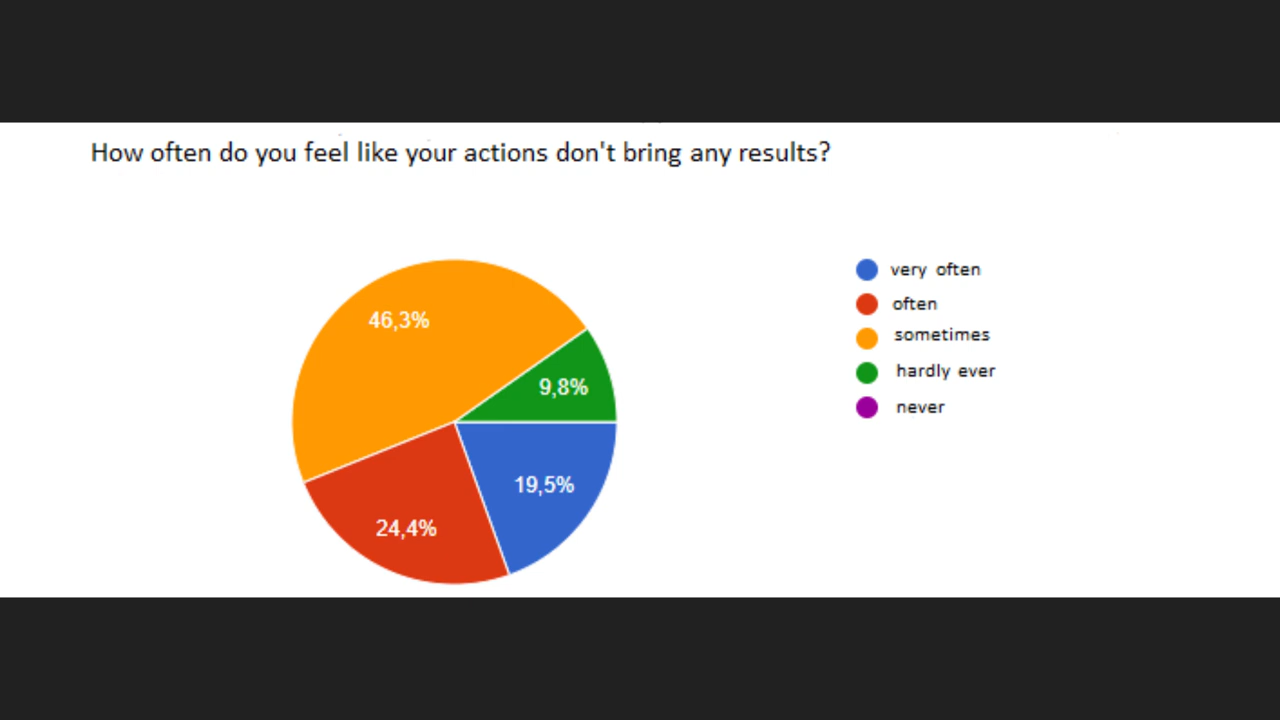 How often do you feel like your actions don't bring any results?
46,3%
9,8%
19,5%
24,4%
very often
often
sometimes
hardly ever
never